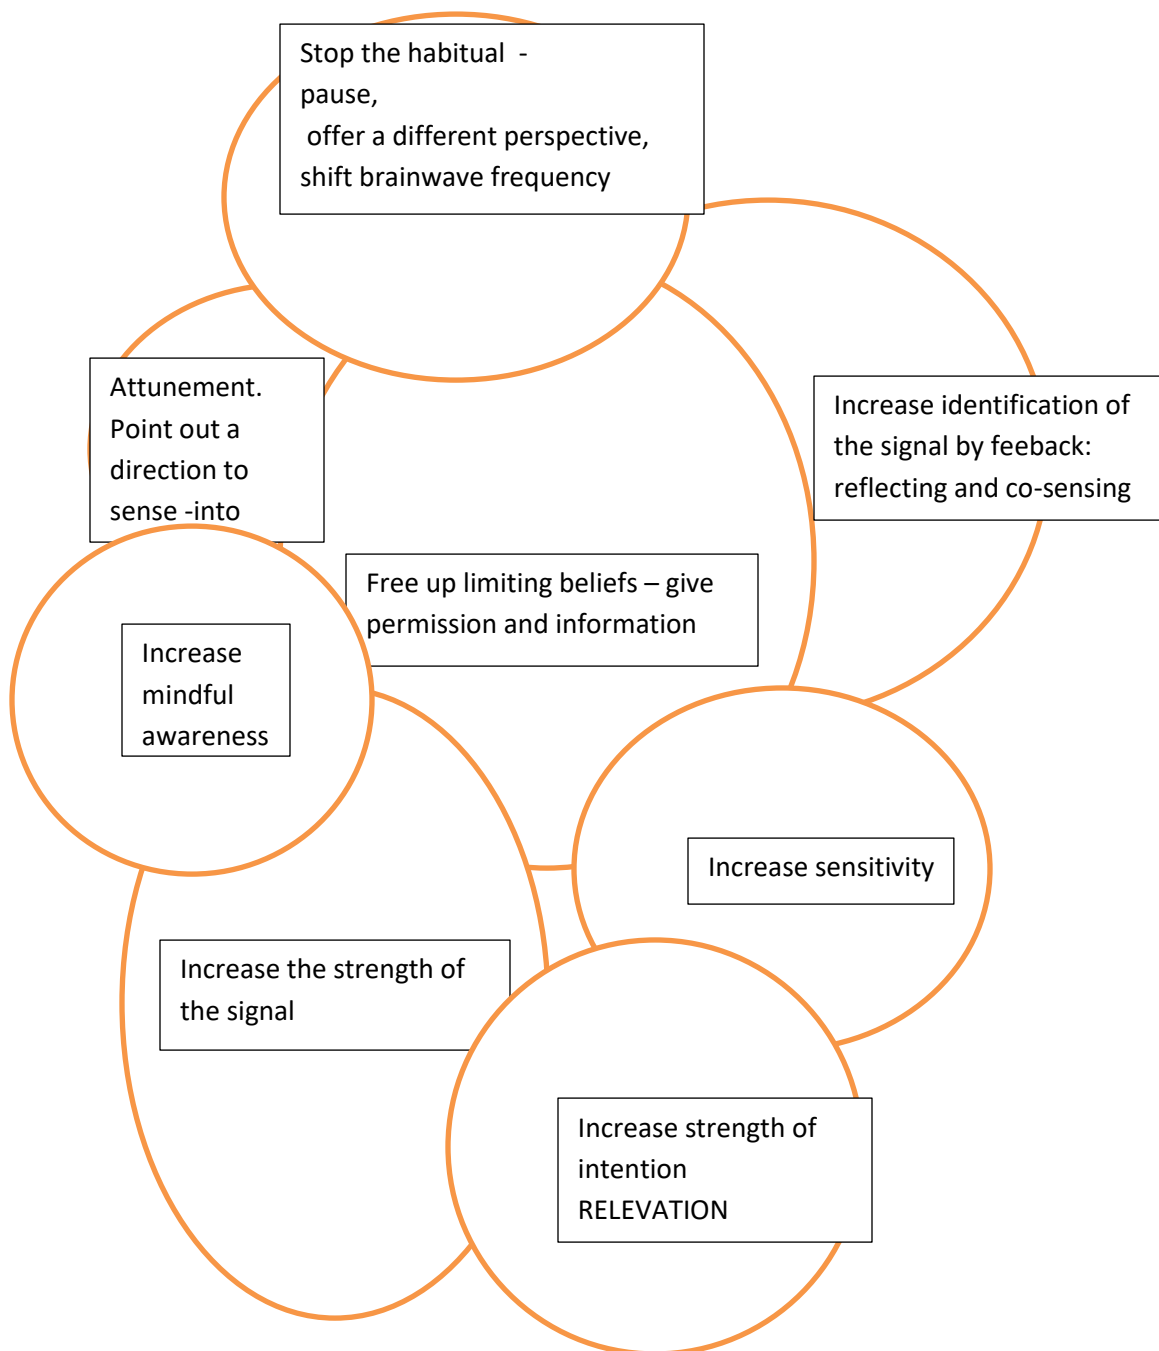 Stop the habitual -
pause,
offer a different perspective,
shift brainwave frequency
Attunement.
Point out a
direction to
sense -into
Increase identification of
the signal by feeback:
reflecting and co-sensing
Free up limiting beliefs – give
permission and information
Increase
mindful
awareness
Increase sensitivity
Increase the strength of
the signal
Increase strength of
intention
RELEVATION